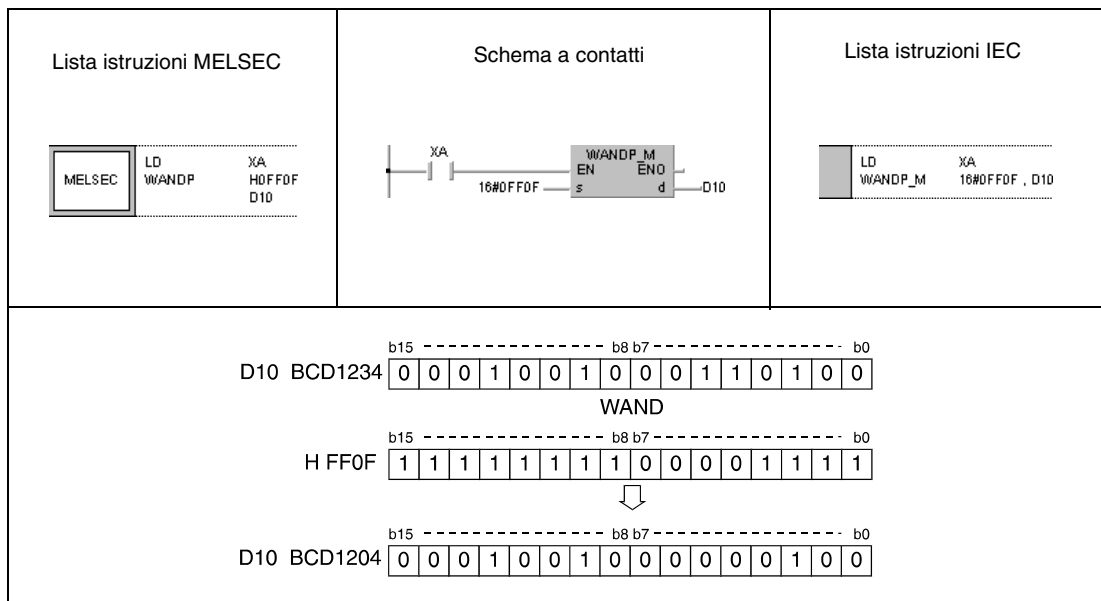 Lista istruzioni MELSEC
Schema a contatti
Lista istruzioni IEC
MELSEC
LD XA
WANDP H0FF0F
D10
XA
WANDP_M
EN ENO
16#0FF0F s d D10
LD XA
WANDP_M 16#0FF0F , D10
b15 b8 b7 b0
D10 BCD1234 0 0 0 1 0 0 1 0 0 0 1 1 0 1 0 0
WAND
b15 b8 b7 b0
H FF0F 1 1 1 1 1 1 1 1 0 0 0 0 1 1 1 1
b15 b8 b7 b0
D10 BCD1204 0 0 0 1 0 0 1 0 0 0 0 0 0 1 0 0